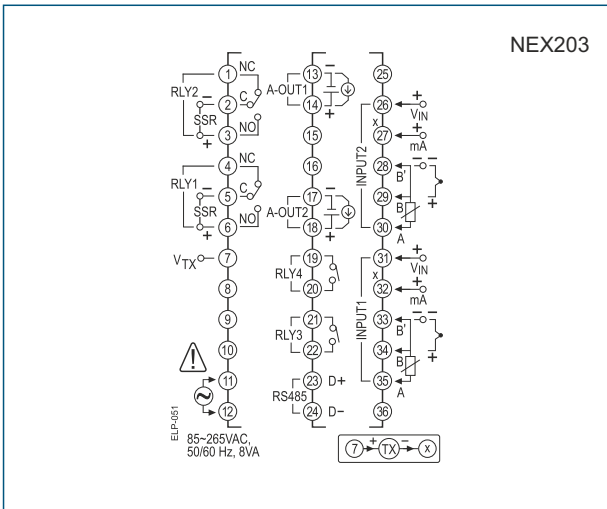 NEX203
1 NC
RLY2
2 C
SSR
3 NO
4 NC
RLY1
5 C
SSR
6 NO
VTX 7
8
9
10
11
12
ELP-051
85~265VAC,
50/60 Hz, 8VA
13
A-OUT1
14
15
16
17
A-OUT2
18
19
RLY4
20
21
RLY3
22
23 D+
RS485
24 D−
25
26 + VIN
x
27 + mA
INPUT2
28 B'
29 B
30 A
31 + VIN
x
32 + mA
INPUT1
33 B'
34 B
35 A
36
7 + TX − x